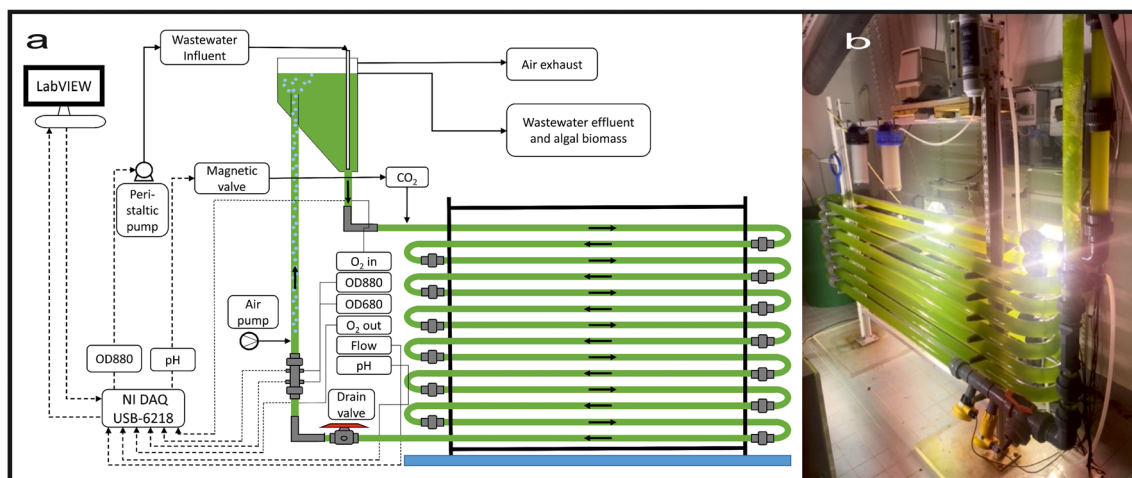 a
b
Wastewater
Influent
Air exhaust
LabVIEW
Wastewater effluent
and algal biomass
Magnetic
valve
CO2
Peri-
staltic
pump
O2 in
OD880
OD680
O2 out
Flow
pH
Air
pump
OD880
pH
Drain
valve
NI DAQ
USB-6218